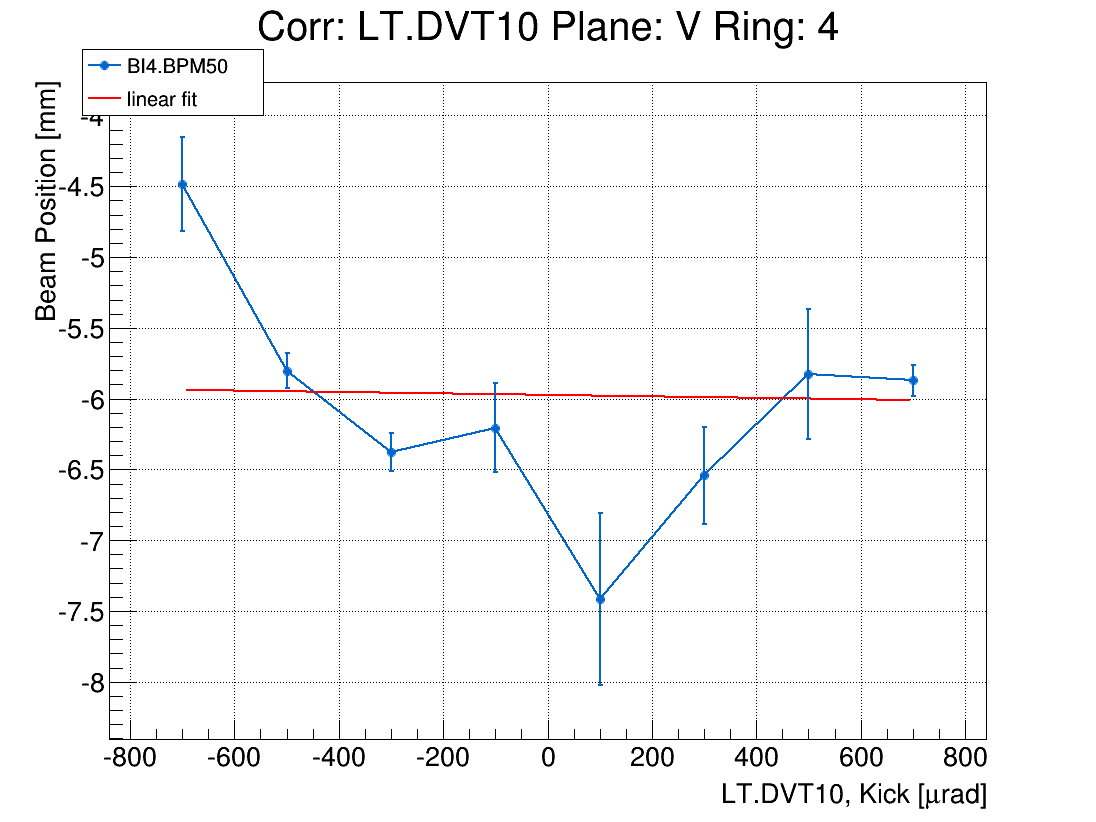 Corr: LT.DVT10 Plane: V Ring: 4
BI4.BPM50
linear fit
Beam Position [mm]
-4
-4.5
-5
-5.5
-6
-6.5
-7
-7.5
-8
-800 -600 -400 -200 0 200 400 600 800
LT.DVT10, Kick [μrad]